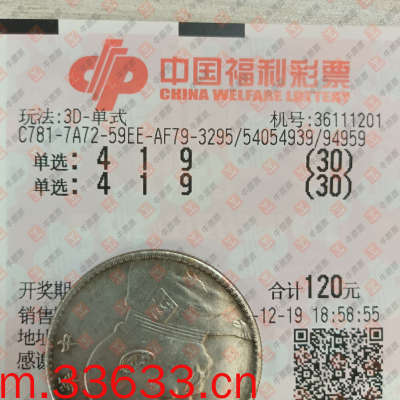 中国福利彩票
CHINA WELFARE LOTTERY
玩法:3D-单式 机号:36111201
C781-7A72-59EE-AF79-3295/54054939/94959
单选: 4 1 9 (30)
单选: 4 1 9 (30)
开奖期 合计120元
销售 -12-19 18:58:55
地址
感谢
m.33633.cn